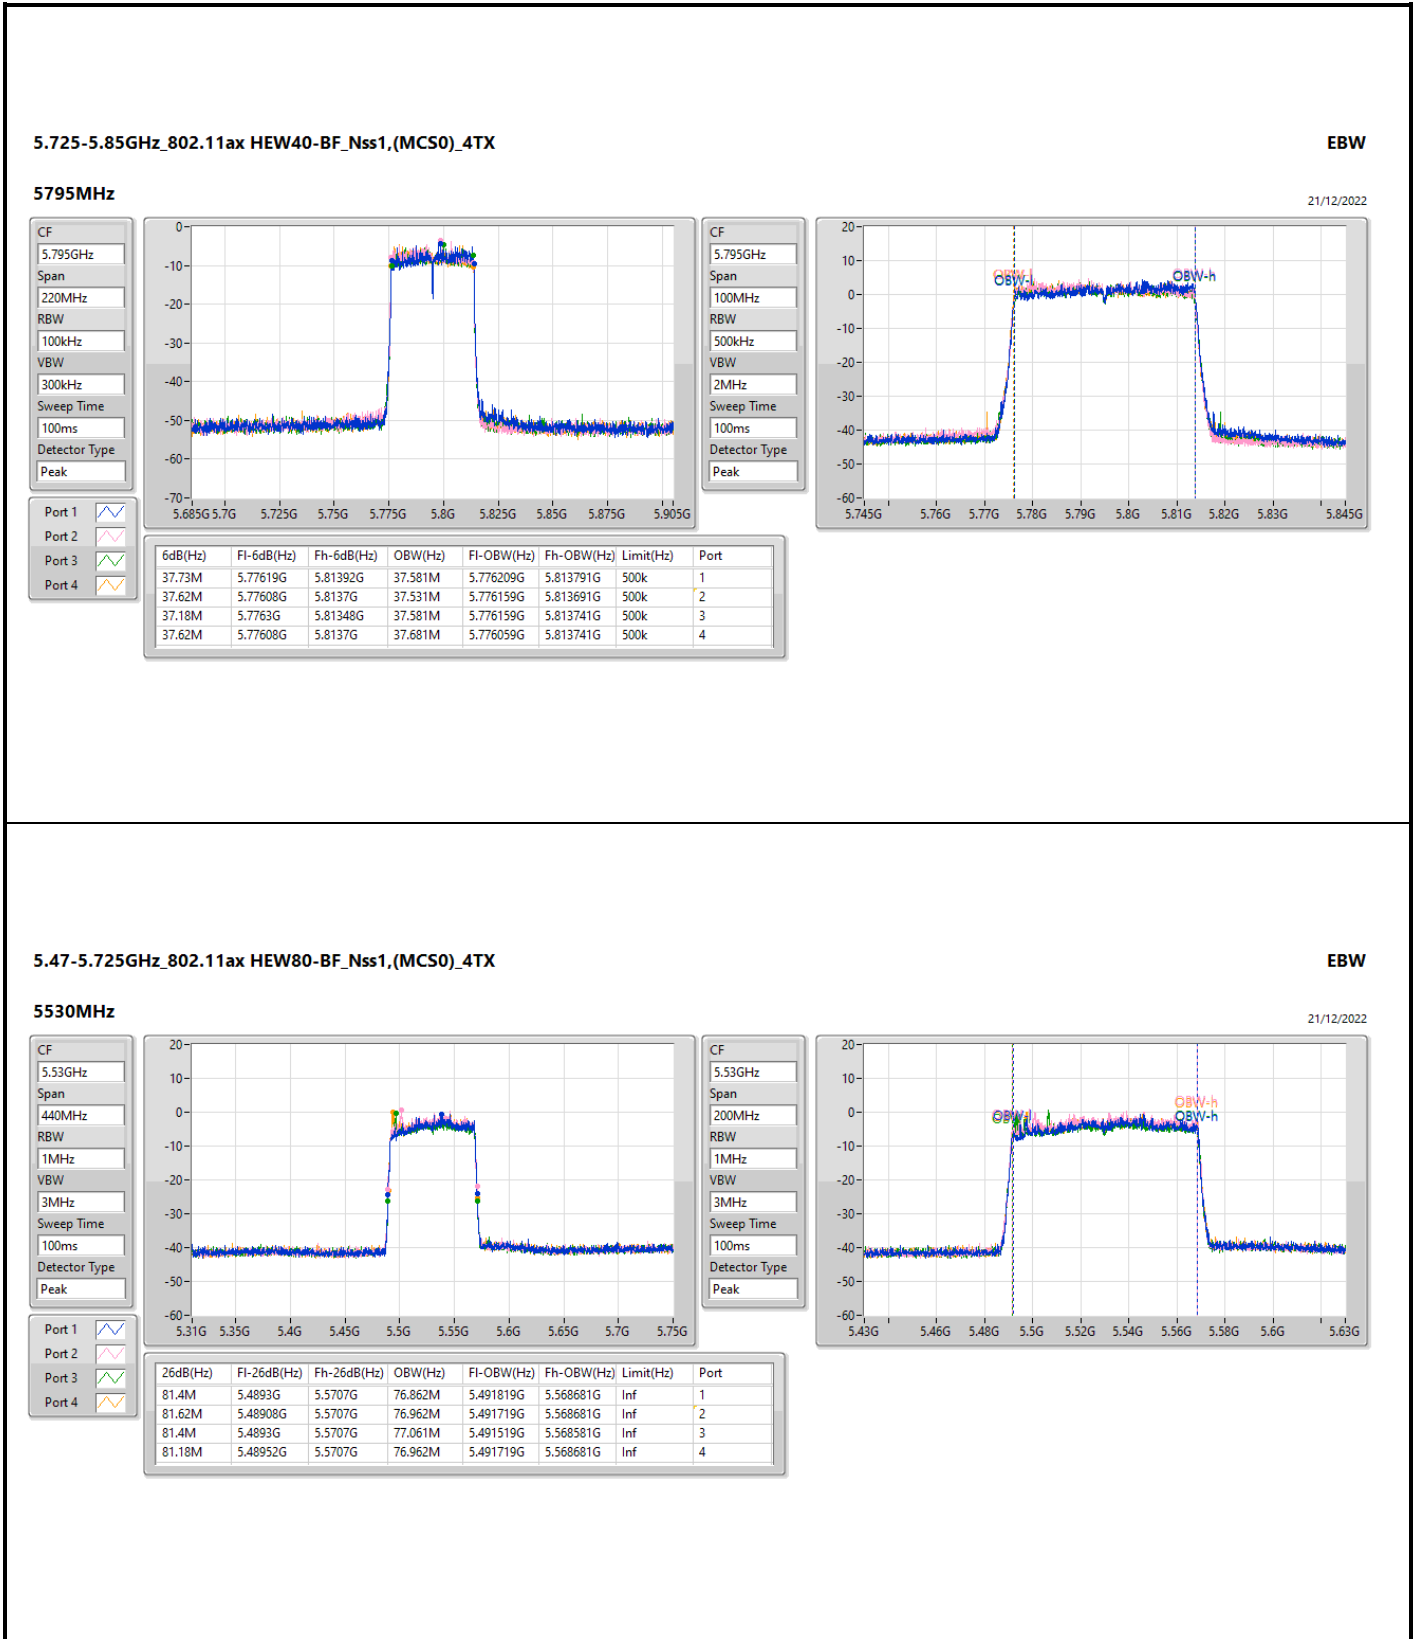 5.725-5.85GHz_802.11ax HEW40-BF_Nss1,(MCS0)_4TX EBW
5795MHz
21/12/2022
CF
5.795GHz
Span
220MHz
RBW
100kHz
VBW
300kHz
Sweep Time
100ms
Detector Type
Peak
Port 1
Port 2
Port 3
Port 4
0
-10
-20
-30
-40
-50
-60
-70
5.685G 5.7G 5.725G 5.75G 5.775G 5.8G 5.825G 5.85G 5.875G 5.905G
CF
5.795GHz
Span
100MHz
RBW
500kHz
VBW
2MHz
Sweep Time
100ms
Detector Type
Peak
20
10
0
-10
-20
-30
-40
-50
-60
OBW-l OBW-h
5.745G 5.76G 5.77G 5.78G 5.79G 5.8G 5.81G 5.82G 5.83G 5.845G
6dB(Hz) Fl-6dB(Hz) Fh-6dB(Hz) OBW(Hz) Fl-OBW(Hz) Fh-OBW(Hz) Limit(Hz) Port
37.73M 5.77619G 5.81392G 37.581M 5.776209G 5.813791G 500k 1
37.62M 5.77608G 5.8137G 37.531M 5.776159G 5.813691G 500k 2
37.18M 5.7763G 5.81348G 37.581M 5.776159G 5.813741G 500k 3
37.62M 5.77608G 5.8137G 37.681M 5.776059G 5.813741G 500k 4
5.47-5.725GHz_802.11ax HEW80-BF_Nss1,(MCS0)_4TX EBW
5530MHz
21/12/2022
CF
5.53GHz
Span
440MHz
RBW
1MHz
VBW
3MHz
Sweep Time
100ms
Detector Type
Peak
Port 1
Port 2
Port 3
Port 4
20
10
0
-10
-20
-30
-40
-50
-60
5.31G 5.35G 5.4G 5.45G 5.5G 5.55G 5.6G 5.65G 5.7G 5.75G
CF
5.53GHz
Span
200MHz
RBW
1MHz
VBW
3MHz
Sweep Time
100ms
Detector Type
Peak
20
10
0
-10
-20
-30
-40
-50
-60
OBW-h
OBW-l OBW-h
5.43G 5.46G 5.48G 5.5G 5.52G 5.54G 5.56G 5.58G 5.6G 5.63G
26dB(Hz) Fl-26dB(Hz) Fh-26dB(Hz) OBW(Hz) Fl-OBW(Hz) Fh-OBW(Hz) Limit(Hz) Port
81.4M 5.4893G 5.5707G 76.862M 5.491819G 5.568681G Inf 1
81.62M 5.48908G 5.5707G 76.962M 5.491719G 5.568681G Inf 2
81.4M 5.4893G 5.5707G 77.061M 5.491519G 5.568581G Inf 3
81.18M 5.48952G 5.5707G 76.962M 5.491719G 5.568681G Inf 4